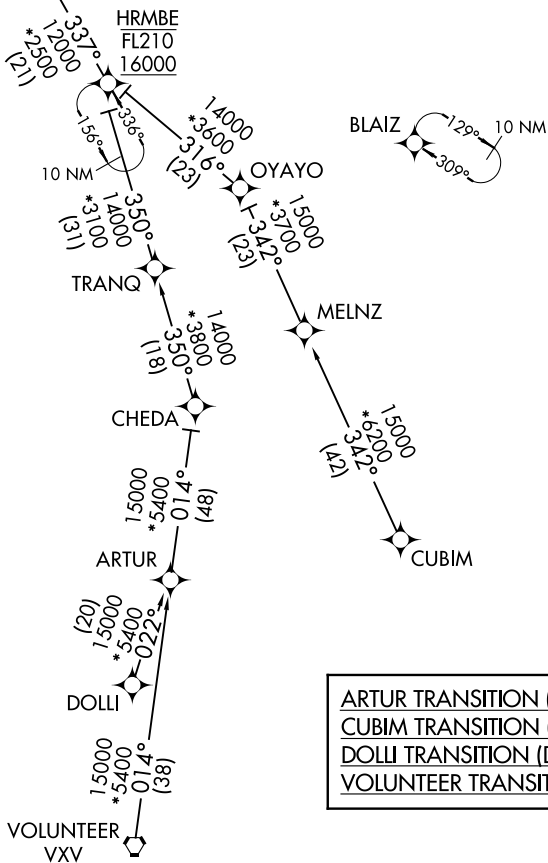 337°
12000
*2500
(21)
HRMBE
FL210
16000
156°
336°
10 NM
14000
*3600
316°
(23)
OYAYO
BLAIZ
129°
309°
10 NM
350°
14000
*3100
(31)
TRANQ
15000
*3700
342°
(23)
MELNZ
14000
*3800
350°
(18)
CHEDA
15000
*6200
342°
(42)
CUBIM
15000
*5400
014°
(48)
ARTUR
(20)
15000
*5400
022°
DOLLI
15000
*5400
014°
(38)
VOLUNTEER
VXV
ARTUR TRANSITION (
CUBIM TRANSITION (
DOLLI TRANSITION (D
VOLUNTEER TRANSIT